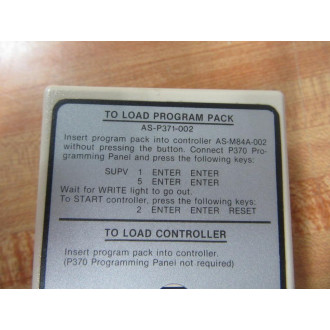 TO LOAD PROGRAM PACK
AS-P371-002
Insert program pack into controller AS-M84A-002
without pressing the button. Connect P370 Pro-
gramming Panel and press the following keys:
SUPV 1 ENTER ENTER
5 ENTER ENTER
Wait for WRITE light to go out.
To START controller, press the following keys:
2 ENTER ENTER RESET
TO LOAD CONTROLLER
Insert program pack into controller.
(P370 Programming Panel not required)